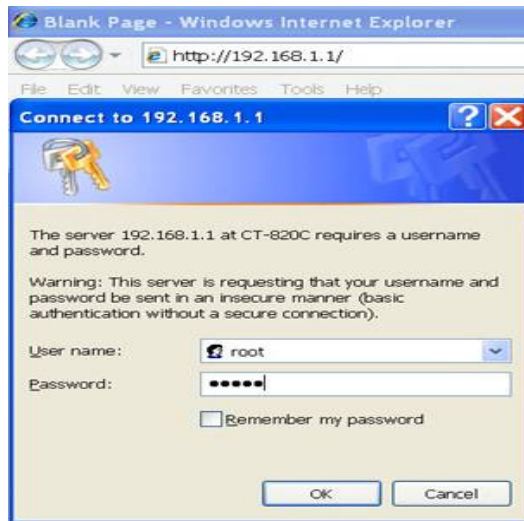 Blank Page - Windows Internet Explorer
http://192.168.1.1/
File Edit View Favorites Tools Help
Connect to 192.168.1.1
The server 192.168.1.1 at CT-820C requires a username
and password.
Warning: This server is requesting that your username and
password be sent in an insecure manner (basic
authentication without a secure connection).
User name: root
Password: •••••
Remember my password
OK Cancel